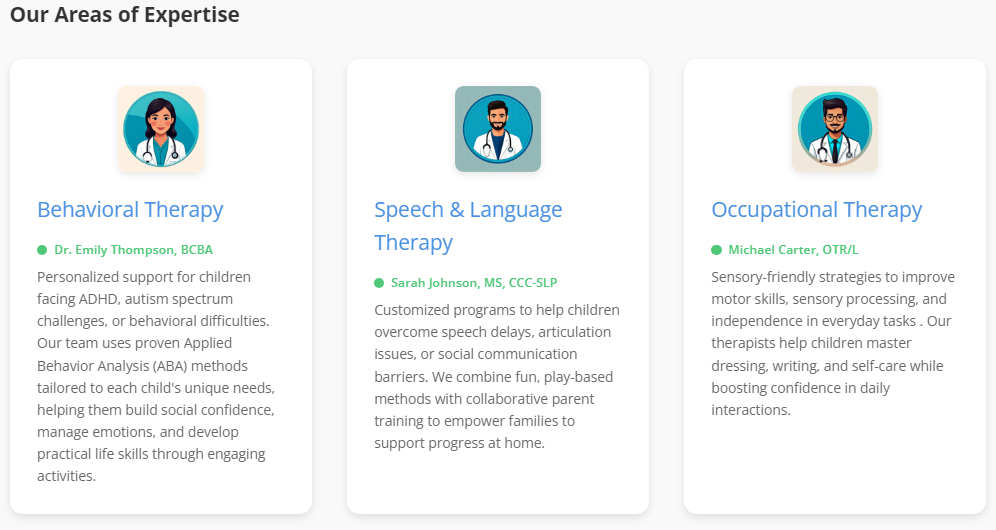 Our Areas of Expertise
Behavioral Therapy
Dr. Emily Thompson, BCBA
Personalized support for children
facing ADHD, autism spectrum
challenges, or behavioral difficulties.
Our team uses proven Applied
Behavior Analysis (ABA) methods
tailored to each child's unique needs,
helping them build social confidence,
manage emotions, and develop
practical life skills through engaging
activities.
Speech & Language
Therapy
Sarah Johnson, MS, CCC-SLP
Customized programs to help children
overcome speech delays, articulation
issues, or social communication
barriers. We combine fun, play-based
methods with collaborative parent
training to empower families to
support progress at home.
Occupational Therapy
Michael Carter, OTR/L
Sensory-friendly strategies to improve
motor skills, sensory processing, and
independence in everyday tasks . Our
therapists help children master
dressing, writing, and self-care while
boosting confidence in daily
interactions.